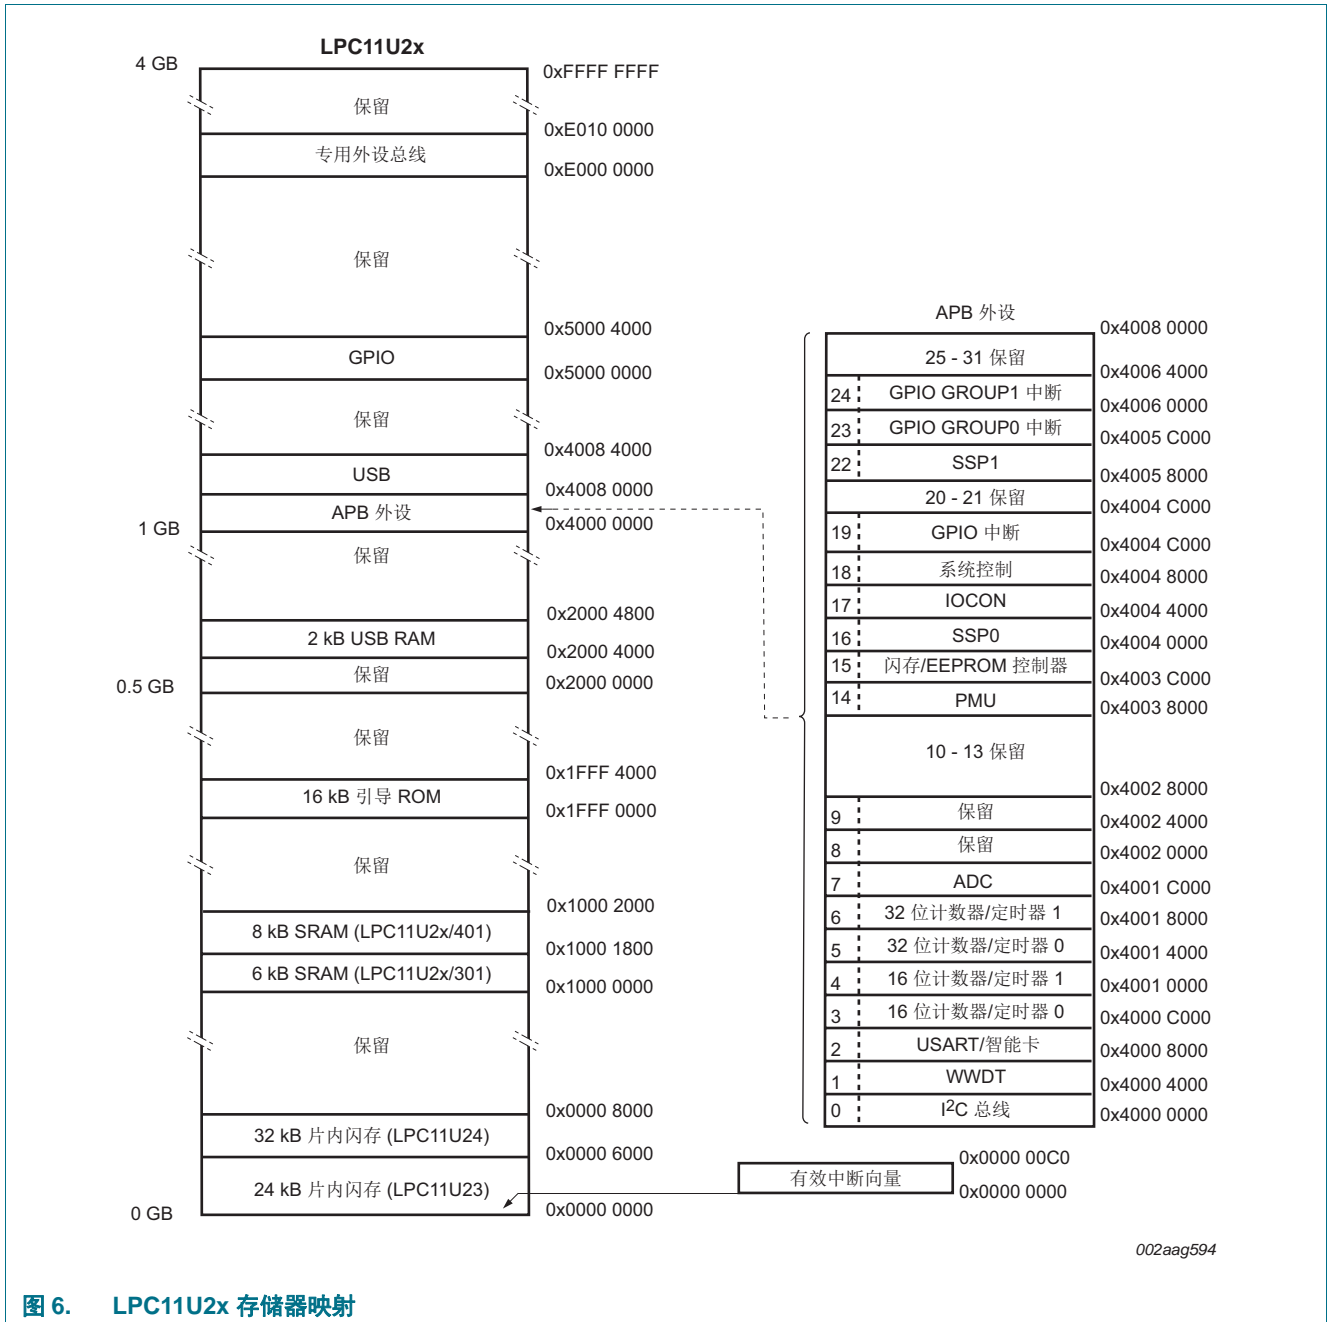 LPC11U2x
4 GB
0xFFFF FFFF
保留
0xE010 0000
专用外设总线
0xE000 0000
保留
0x5000 4000
GPIO
0x5000 0000
保留
0x4008 4000
USB
0x4008 0000
APB 外设
1 GB
0x4000 0000
保留
0x2000 4800
2 kB USB RAM
0x2000 4000
保留
0.5 GB
0x2000 0000
保留
0x1FFF 4000
16 kB 引导 ROM
0x1FFF 0000
保留
0x1000 2000
8 kB SRAM (LPC11U2x/401)
0x1000 1800
6 kB SRAM (LPC11U2x/301)
0x1000 0000
保留
0x0000 8000
32 kB 片内闪存 (LPC11U24)
0x0000 6000
24 kB 片内闪存 (LPC11U23)
0 GB
0x0000 0000
APB 外设
0x4008 0000
25 - 31 保留
0x4006 4000
24 GPIO GROUP1 中断
0x4006 0000
23 GPIO GROUP0 中断
0x4005 C000
22 SSP1
0x4005 8000
20 - 21 保留
0x4004 C000
19 GPIO 中断
0x4004 C000
18 系统控制
0x4004 8000
17 IOCON
0x4004 4000
16 SSP0
0x4004 0000
15 闪存/EEPROM 控制器
0x4003 C000
14 PMU
0x4003 8000
10 - 13 保留
0x4002 8000
9 保留
0x4002 4000
8 保留
0x4002 0000
7 ADC
0x4001 C000
6 32 位计数器/定时器 1
0x4001 8000
5 32 位计数器/定时器 0
0x4001 4000
4 16 位计数器/定时器 1
0x4001 0000
3 16 位计数器/定时器 0
0x4000 C000
2 USART/智能卡
0x4000 8000
1 WWDT
0x4000 4000
0 I2C 总线
0x4000 0000
0x0000 00C0
有效中断向量
0x0000 0000
002aag594
图 6. LPC11U2x 存储器映射